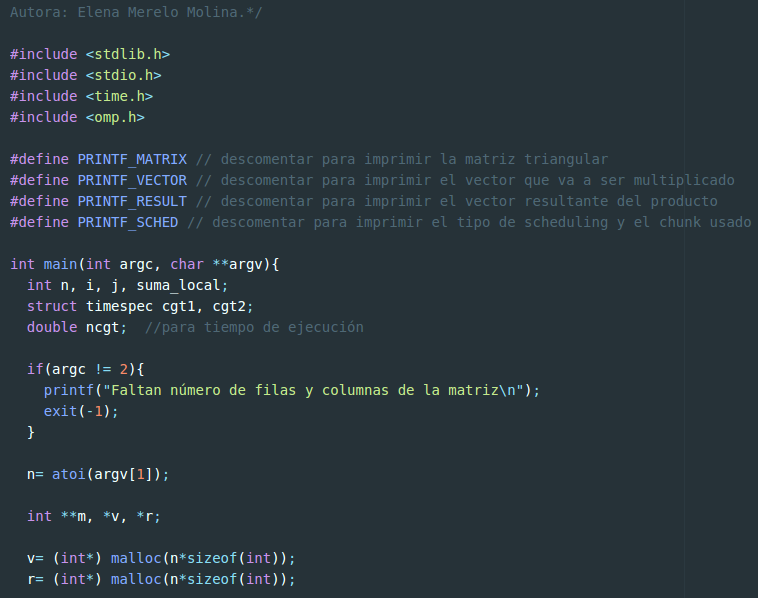 Autora: Elena Merelo Molina.*/
#include <stdlib.h>
#include <stdio.h>
#include <time.h>
#include <omp.h>
#define PRINTF_MATRIX // descomentar para imprimir la matriz triangular
#define PRINTF_VECTOR // descomentar para imprimir el vector que va a ser multiplicado
#define PRINTF_RESULT // descomentar para imprimir el vector resultante del producto
#define PRINTF_SCHED // descomentar para imprimir el tipo de scheduling y el chunk usado
int main(int argc, char **argv){
int n, i, j, suma_local;
struct timespec cgt1, cgt2;
double ncgt;  //para tiempo de ejecución
if(argc != 2){
printf("Faltan número de filas y columnas de la matriz\n");
exit(-1);
}
n= atoi(argv[1]);
int **m, *v, *r;
v= (int*) malloc(n*sizeof(int));
r= (int*) malloc(n*sizeof(int));